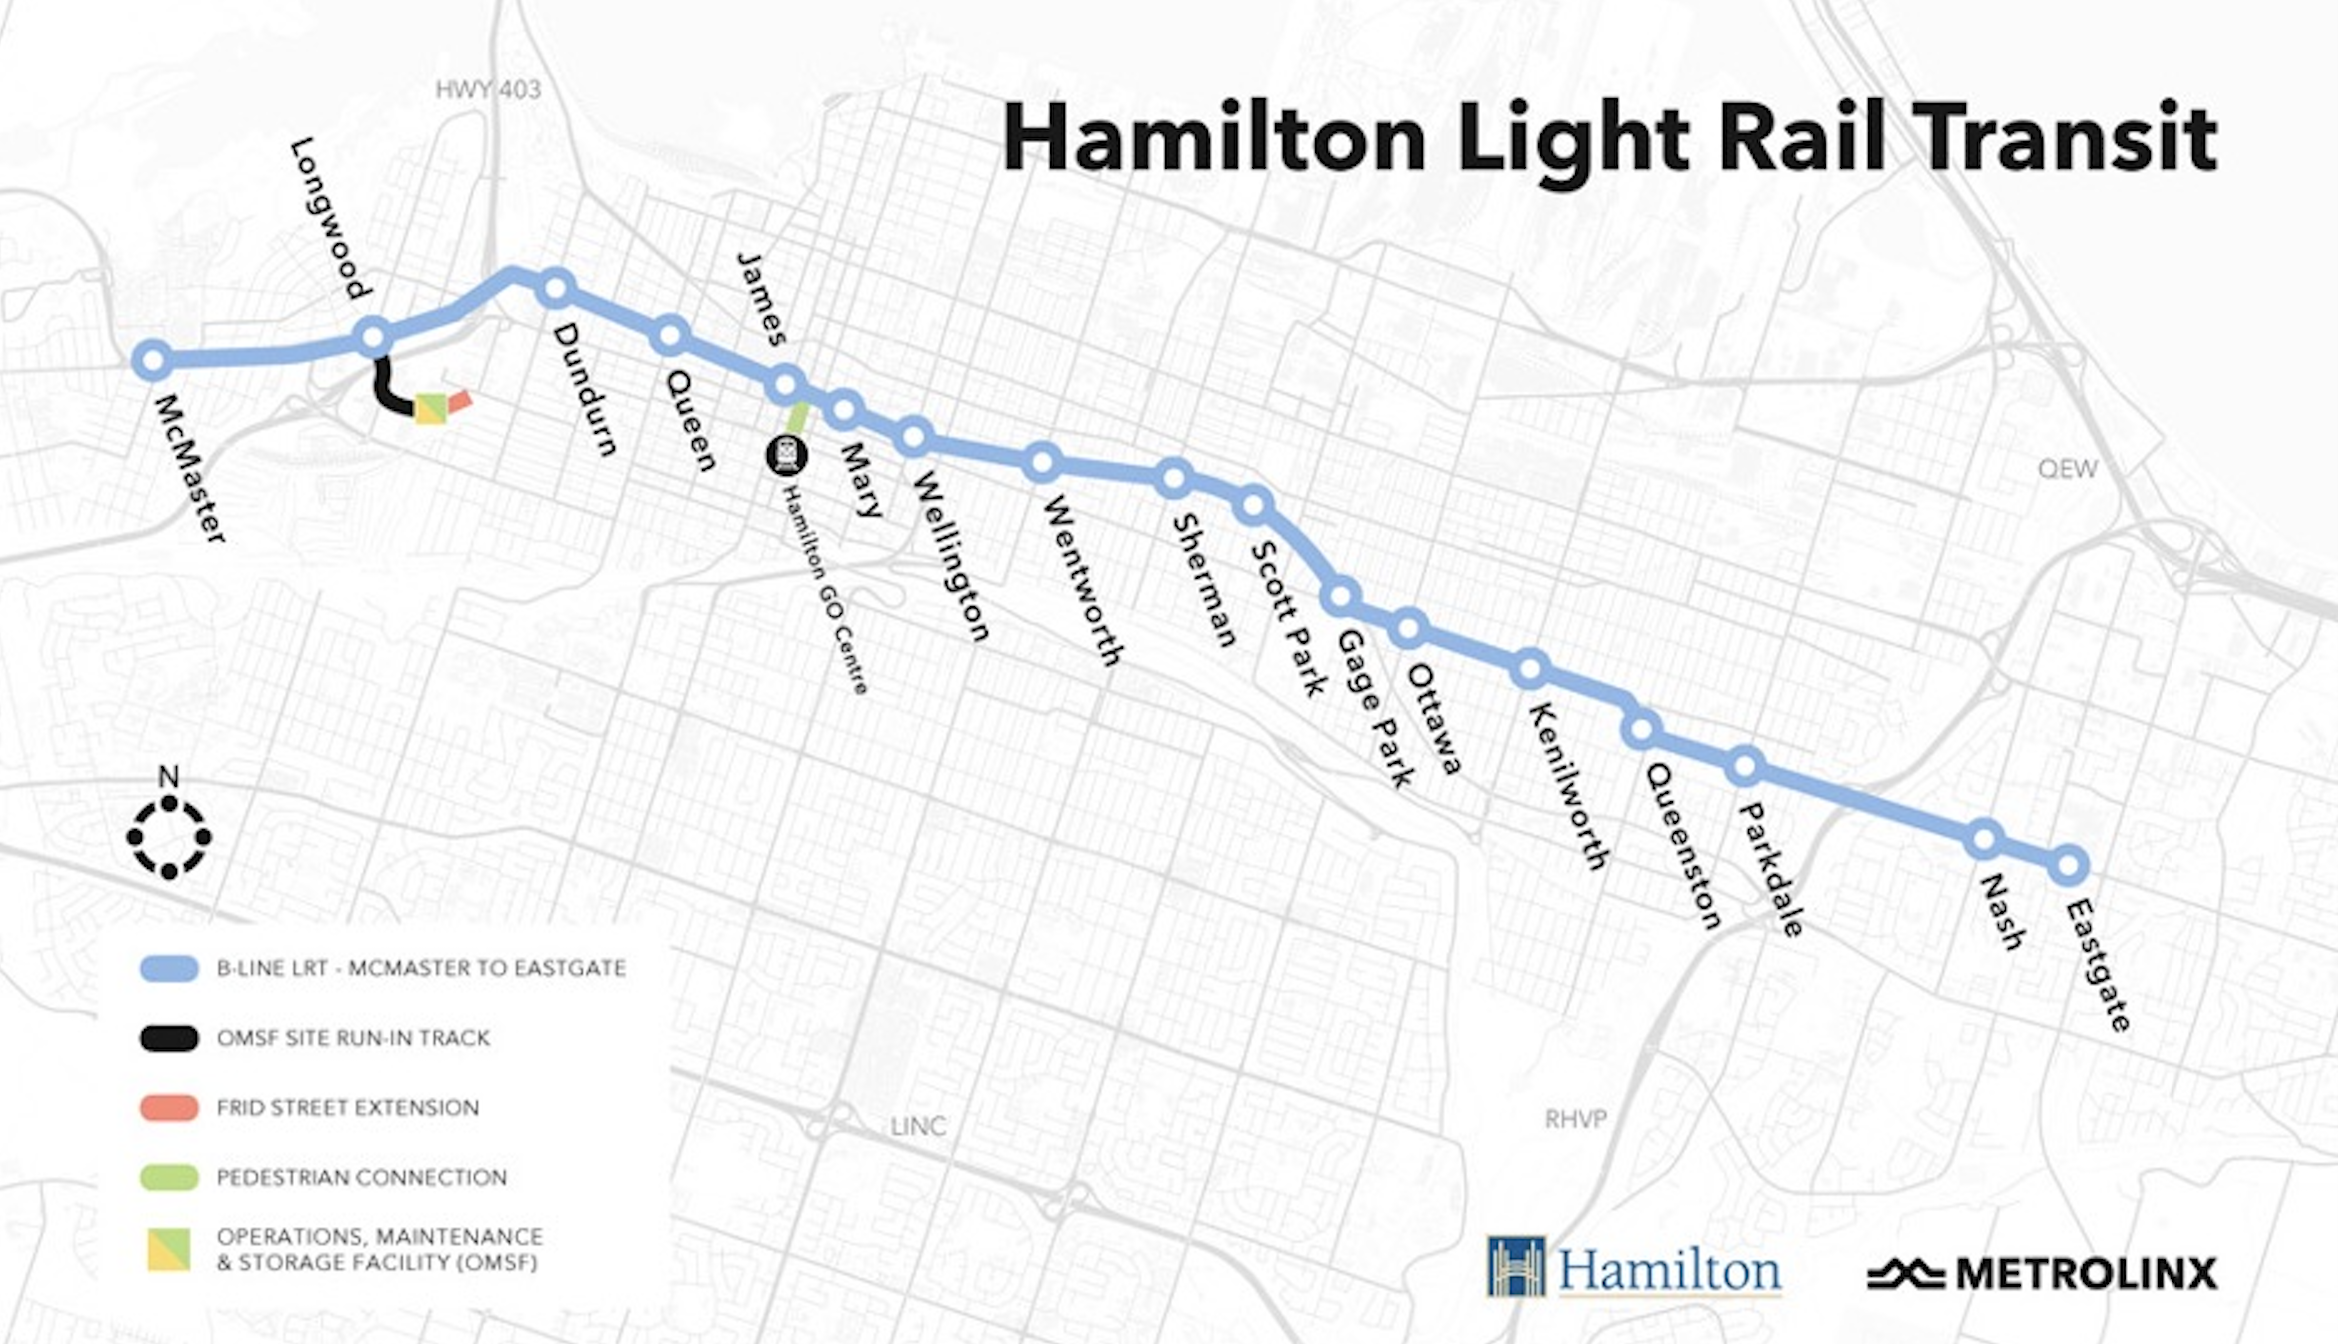 Hamilton Light Rail Transit
HWY 403
Longwood
James
McMaster
Dundurn
Queen
Mary
Hamilton GO Centre
Wellington
Wentworth
Sherman
Scott Park
Gage Park
Ottawa
Kenilworth
Queenston
Parkdale
Nash
Eastgate
QEW
N
LINC
RHVP
B-LINE LRT - MCMASTER TO EASTGATE
OMSF SITE RUN-IN TRACK
FRID STREET EXTENSION
PEDESTRIAN CONNECTION
OPERATIONS, MAINTENANCE
& STORAGE FACILITY (OMSF)
Hamilton
METROLINX